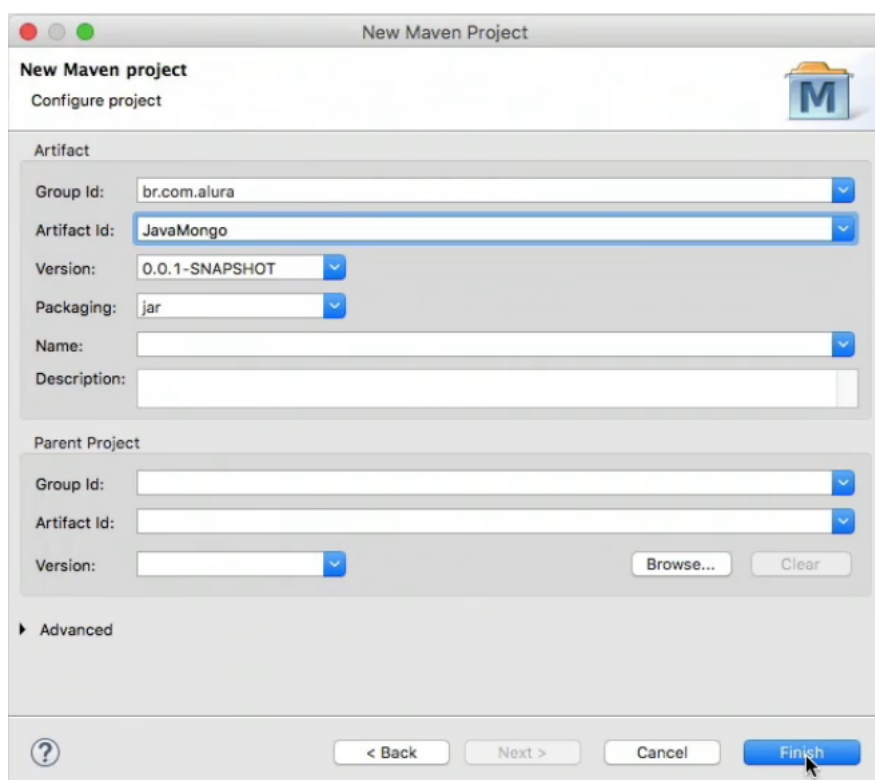 New Maven Project
New Maven project
Configure project
M
Artifact
Group Id: br.com.alura
Artifact Id: JavaMongo
Version: 0.0.1-SNAPSHOT
Packaging: jar
Name:
Description:
Parent Project
Group Id:
Artifact Id:
Version: Browse... Clear
Advanced
? < Back Next > Cancel Finish